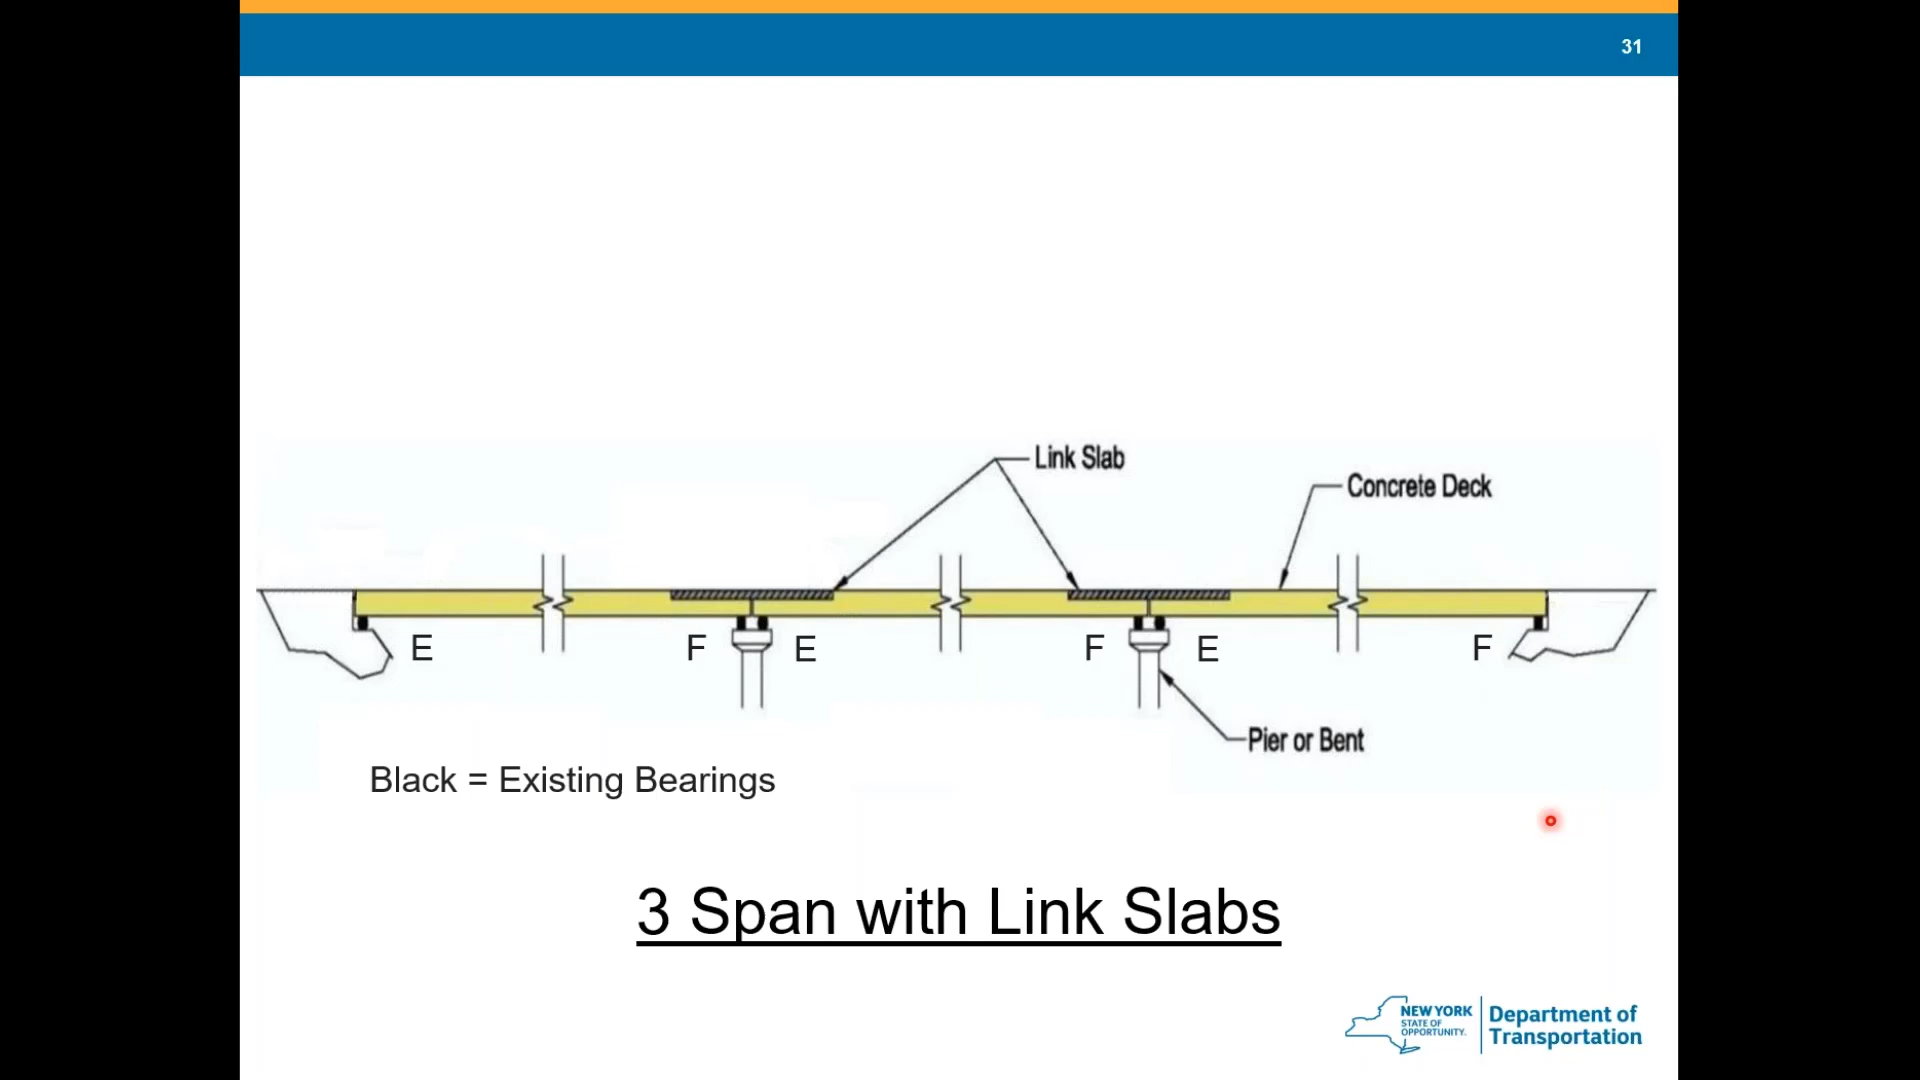 31
Link Slab
Concrete Deck
E F E F E F
Pier or Bent
Black = Existing Bearings
3 Span with Link Slabs
NEW YORK
STATE OF
OPPORTUNITY.
Department of
Transportation